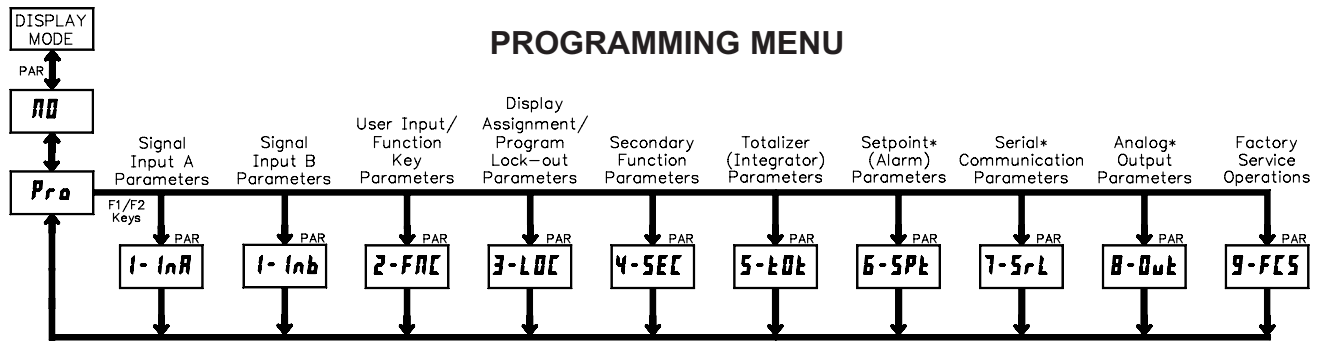 DISPLAY
MODE
PROGRAMMING MENU
PAR
NO
Pro
F1/F2
Keys
Signal
Input A
Parameters
Signal
Input B
Parameters
User Input/
Function
Key
Parameters
Display
Assignment/
Program
Lock-out
Parameters
Secondary
Function
Parameters
Totalizer
(Integrator)
Parameters
Setpoint*
(Alarm)
Parameters
Serial*
Communication
Parameters
Analog*
Output
Parameters
Factory
Service
Operations
PAR
1-InA
PAR
1-Inb
PAR
2-FNC
PAR
3-LOC
PAR
4-SEC
PAR
5-tOt
PAR
6-SPt
PAR
7-SrL
PAR
8-Out
PAR
9-FCS